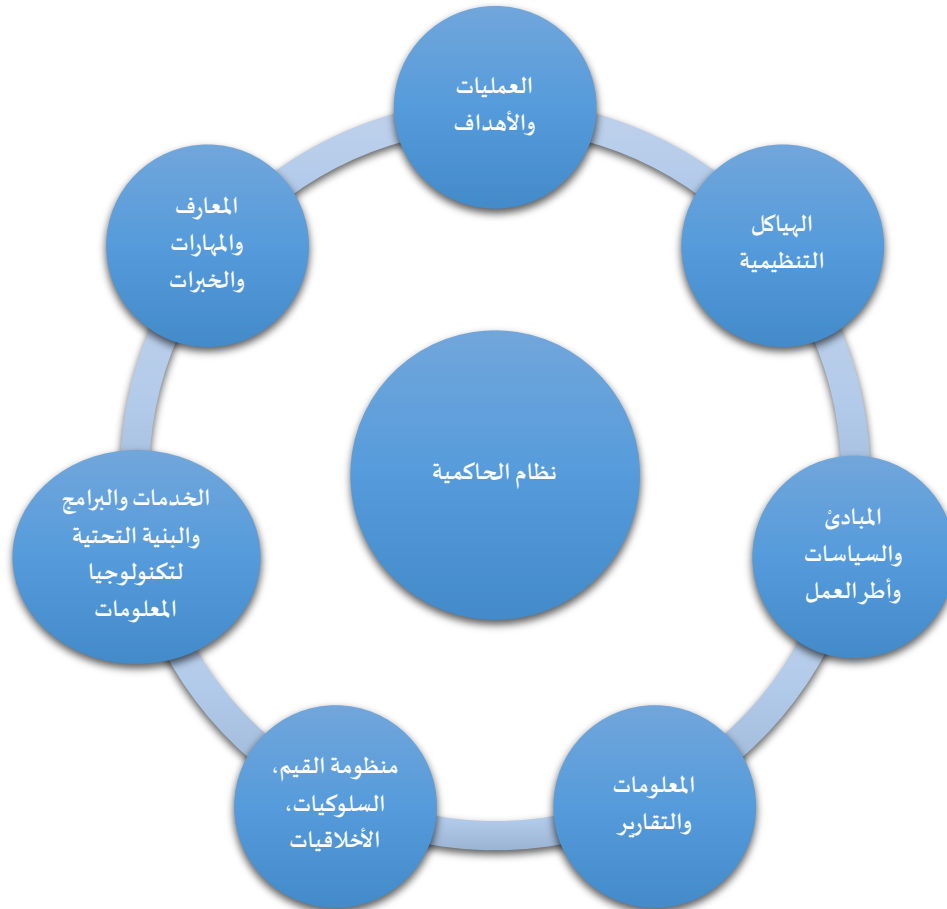 العمليات
والأهداف
الهياكل
التنظيمية
المبادئ
والسياسات
وأطر العمل
المعلومات
والتقارير
منظومة القيم،
السلوكيات،
الأخلاقيات
الخدمات والبرامج
والبنية التحتية
لتكنولوجيا
المعلومات
المعارف
والمهارات
والخبرات
نظام الحاكمية